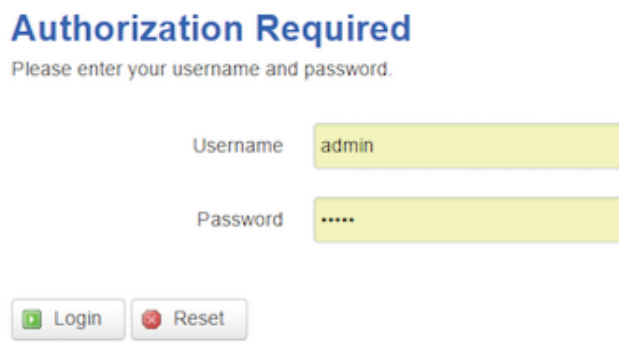 Authorization Required
Please enter your username and password.
Username admin
Password •••••
Login Reset